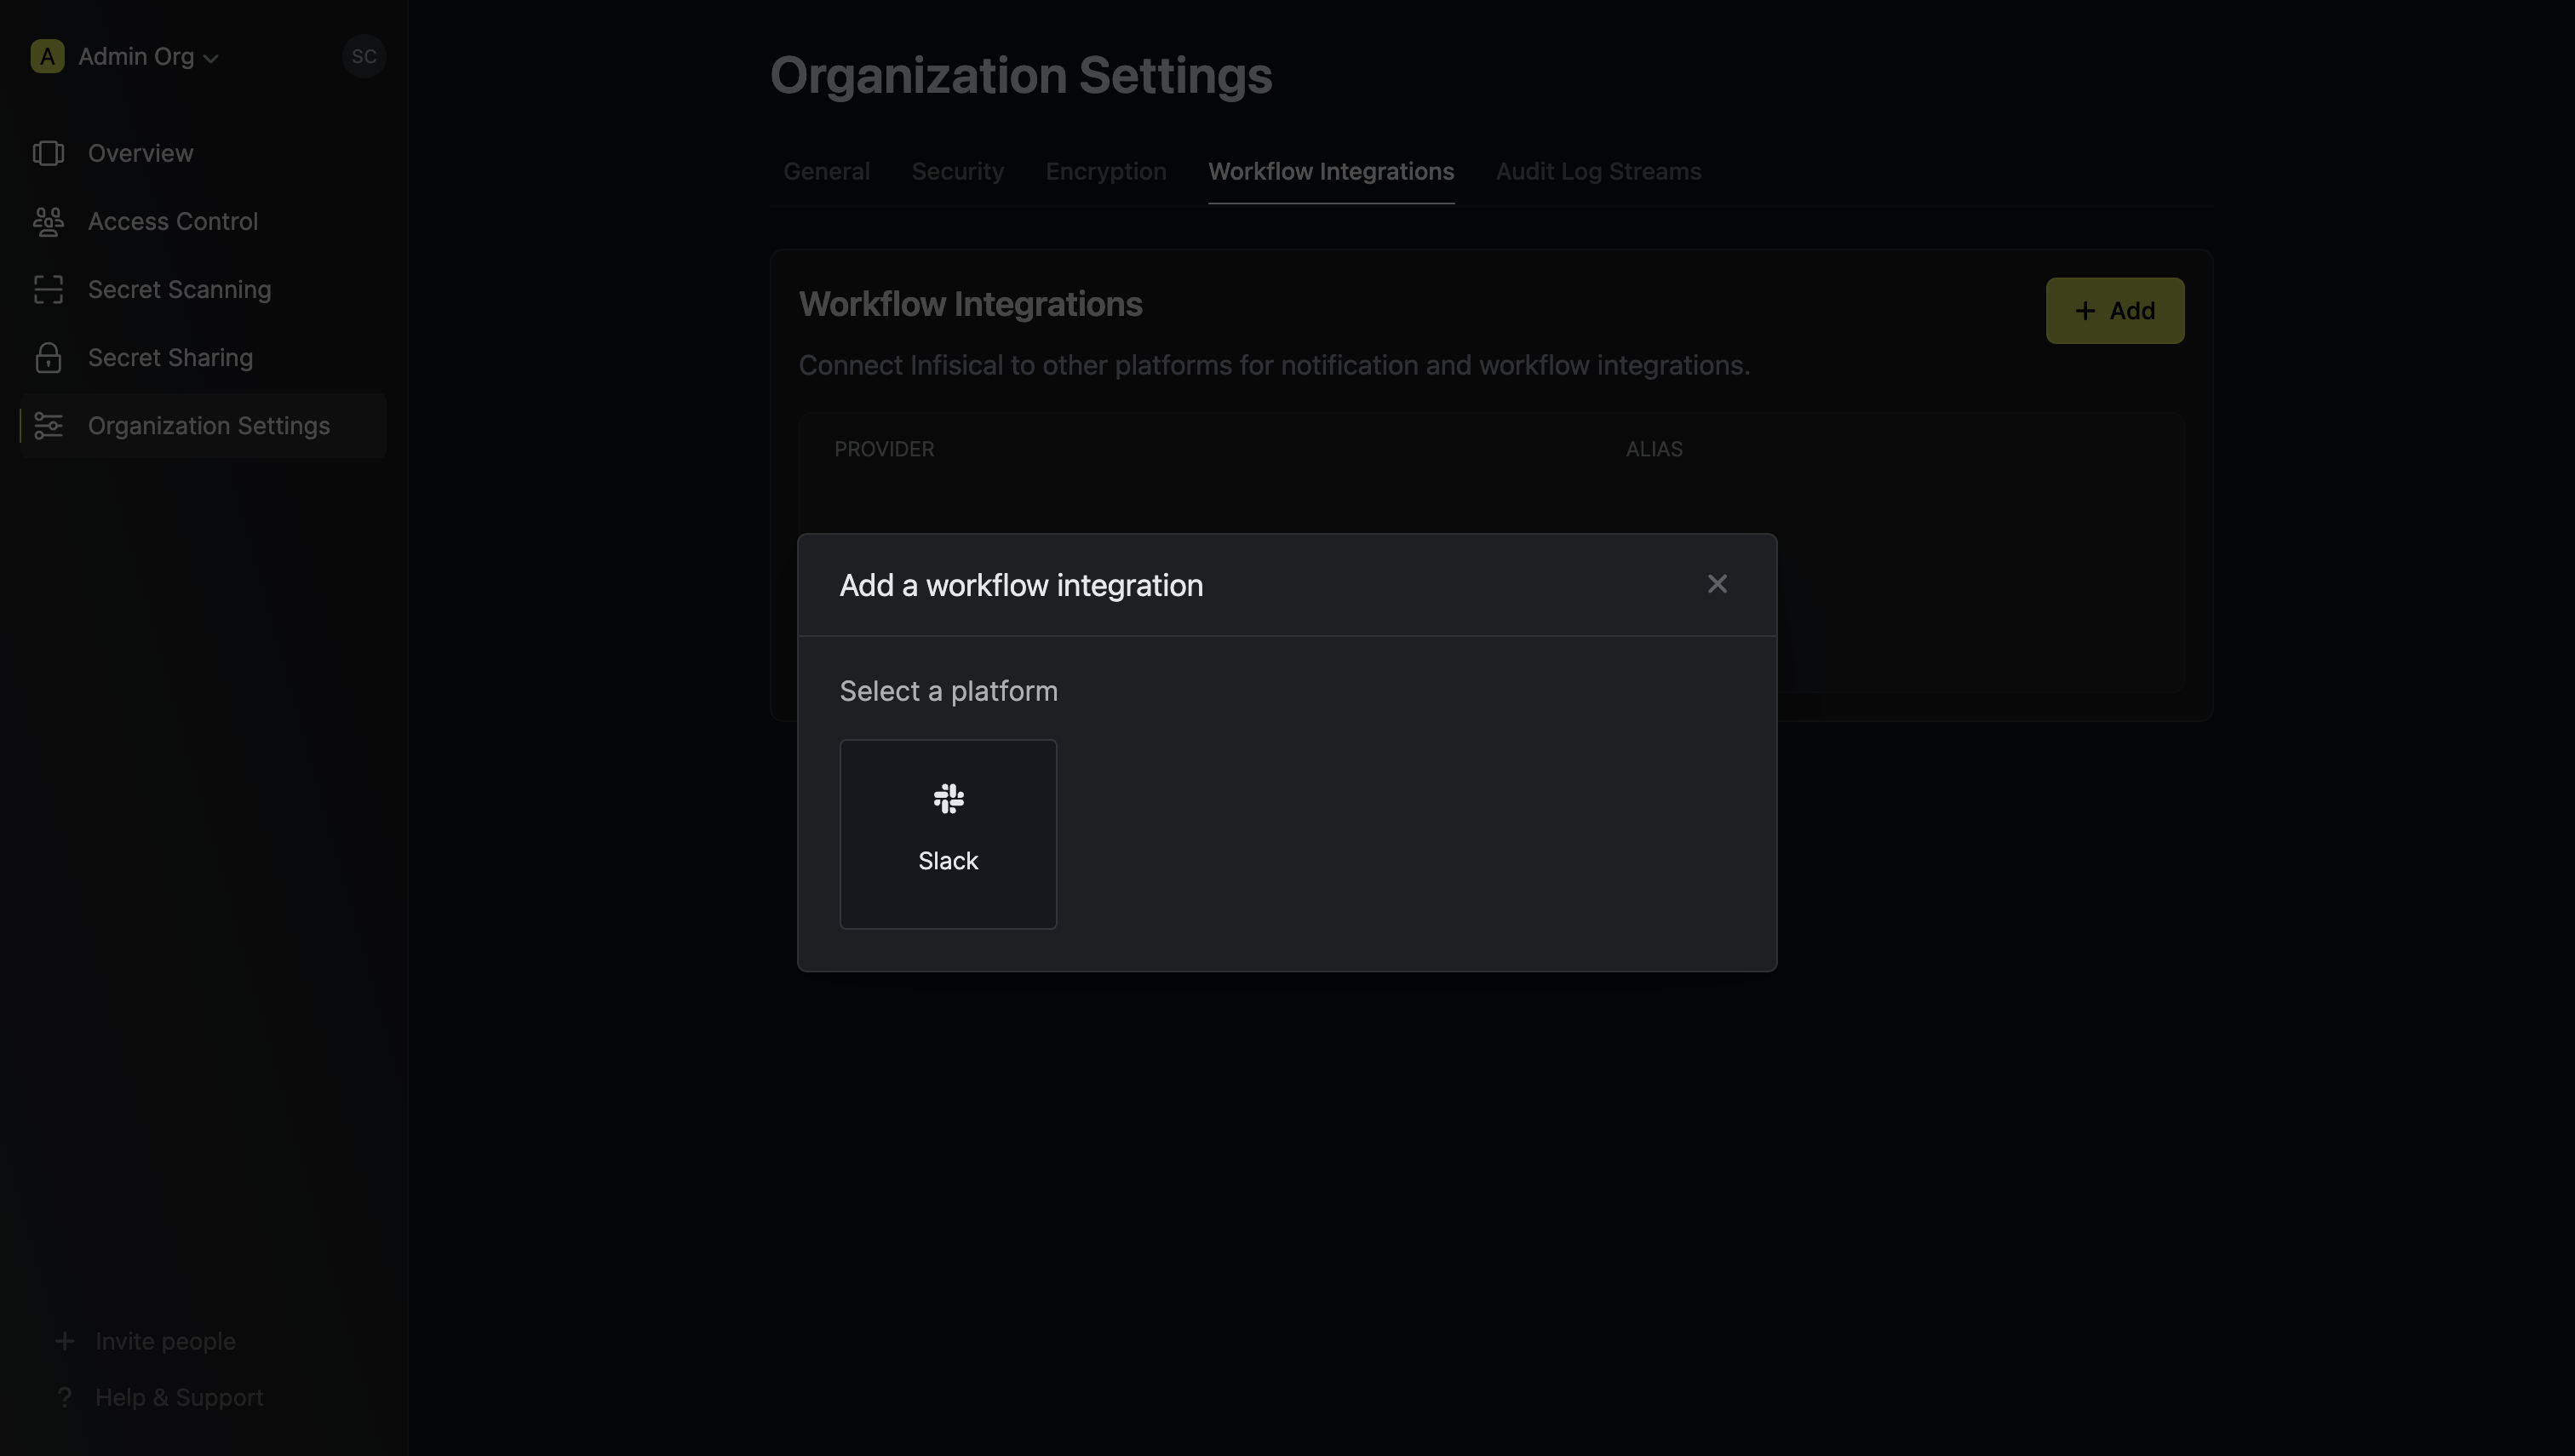 A Admin Org
SC
Overview
Access Control
Secret Scanning
Secret Sharing
Organization Settings
Invite people
? Help & Support
Organization Settings
General Security Encryption Workflow Integrations Audit Log Streams
Workflow Integrations
+ Add
Connect Infisical to other platforms for notification and workflow integrations.
PROVIDER ALIAS
Add a workflow integration
Select a platform
Slack